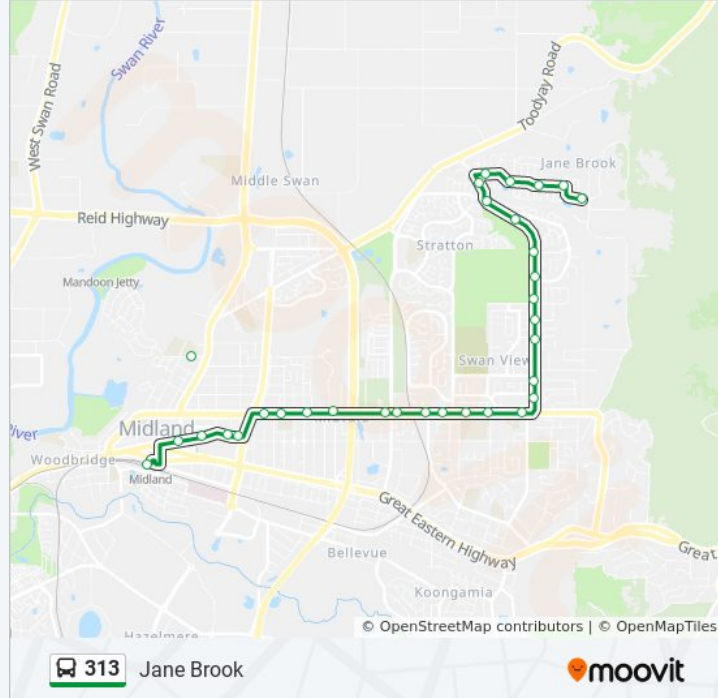 Swan River
West Swan Road
Toodyay Road
Jane Brook
Middle Swan
Reid Highway
Stratton
Mandoon Jetty
Swan View
Midland
River
Woodbridge
Midland
Great Eastern Highway
Great
Bellevue
Koongamia
Hazelmere
© OpenStreetMap contributors | © OpenMapTiles
313 Jane Brook
moovit